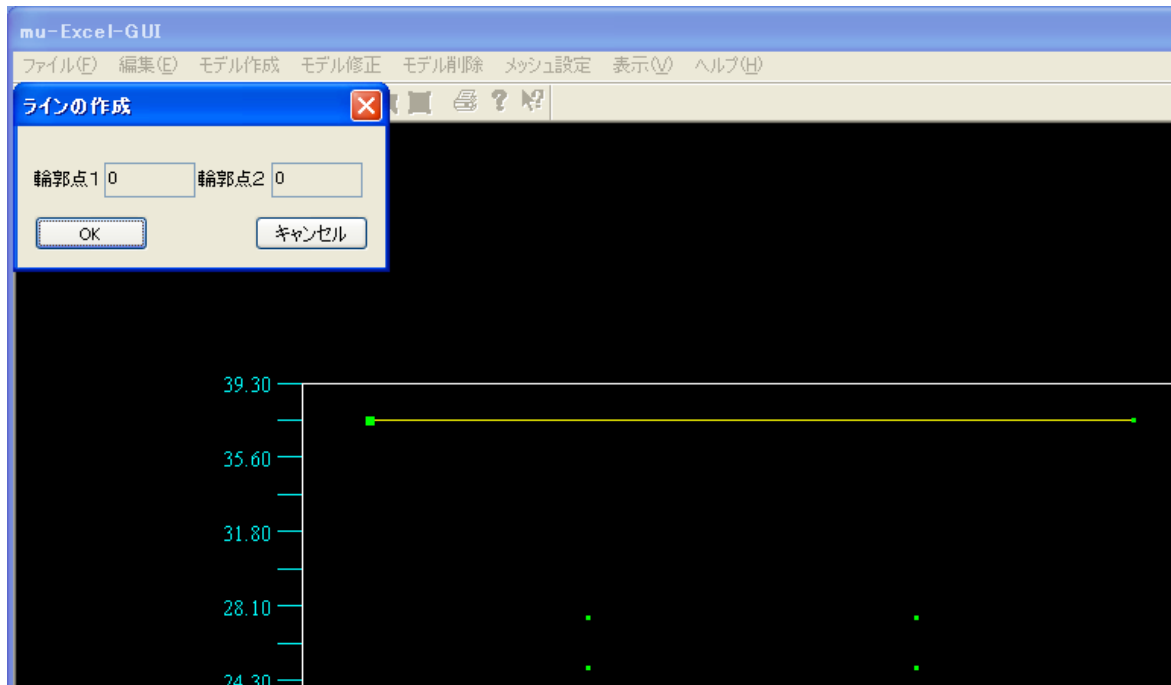 mu-Excel-GUI
ファイル(F) 編集(E) モデル作成 モデル修正 モデル削除 メッシュ設定 表示(V) ヘルプ(H)
ラインの作成
輪郭点1 0 輪郭点2 0
OK キャンセル
39.30
35.60
31.80
28.10
24.30